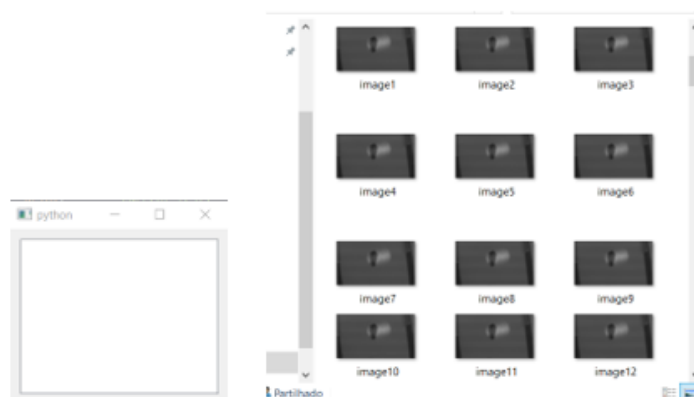 python
image1 image2 image3
image4 image5 image6
image7 image8 image9
image10 image11 image12
Partilhado